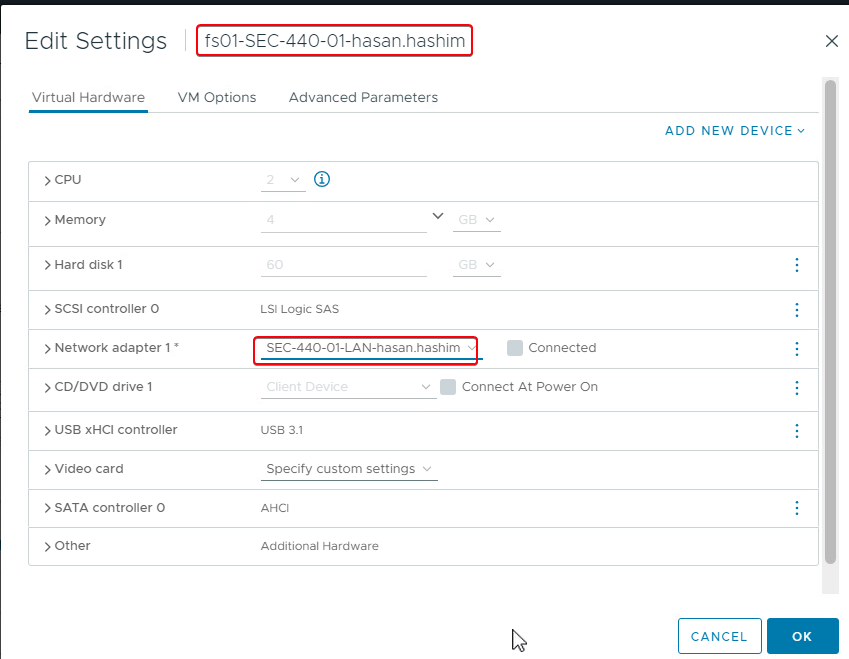 Edit Settings fs01-SEC-440-01-hasan.hashim
Virtual Hardware VM Options Advanced Parameters
ADD NEW DEVICE
CPU 2
Memory 4 GB
Hard disk 1 60 GB
SCSI controller 0 LSI Logic SAS
Network adapter 1 * SEC-440-01-LAN-hasan.hashim Connected
CD/DVD drive 1 Client Device Connect At Power On
USB xHCI controller USB 3.1
Video card Specify custom settings
SATA controller 0 AHCI
Other Additional Hardware
CANCEL OK